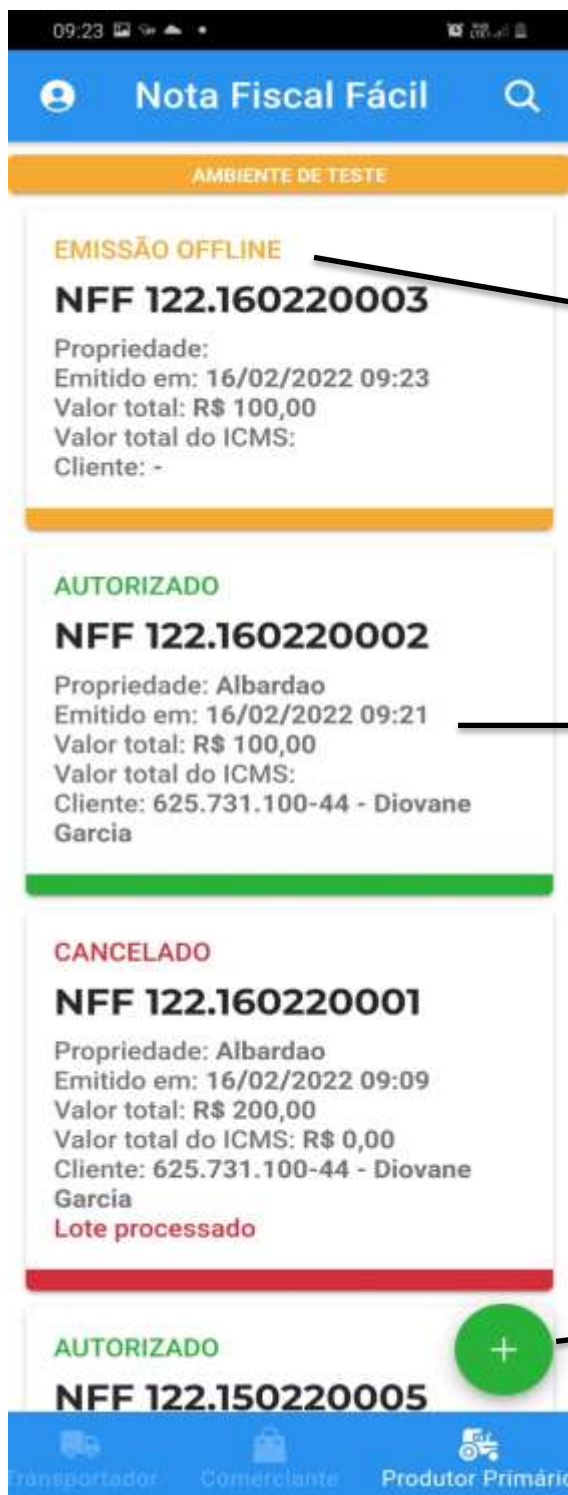 09:23
Nota Fiscal Fácil
AMBIENTE DE TESTE
EMISSÃO OFFLINE
NFF 122.160220003
Propriedade:
Emitido em: 16/02/2022 09:23
Valor total: R$ 100,00
Valor total do ICMS:
Cliente: -
AUTORIZADO
NFF 122.160220002
Propriedade: Albardao
Emitido em: 16/02/2022 09:21
Valor total: R$ 100,00
Valor total do ICMS:
Cliente: 625.731.100-44 - Diovane
Garcia
CANCELADO
NFF 122.160220001
Propriedade: Albardao
Emitido em: 16/02/2022 09:09
Valor total: R$ 200,00
Valor total do ICMS: R$ 0,00
Cliente: 625.731.100-44 - Diovane
Garcia
Lote processado
AUTORIZADO
+
NFF 122.150220005
Transportador Comerciante Produtor Primário